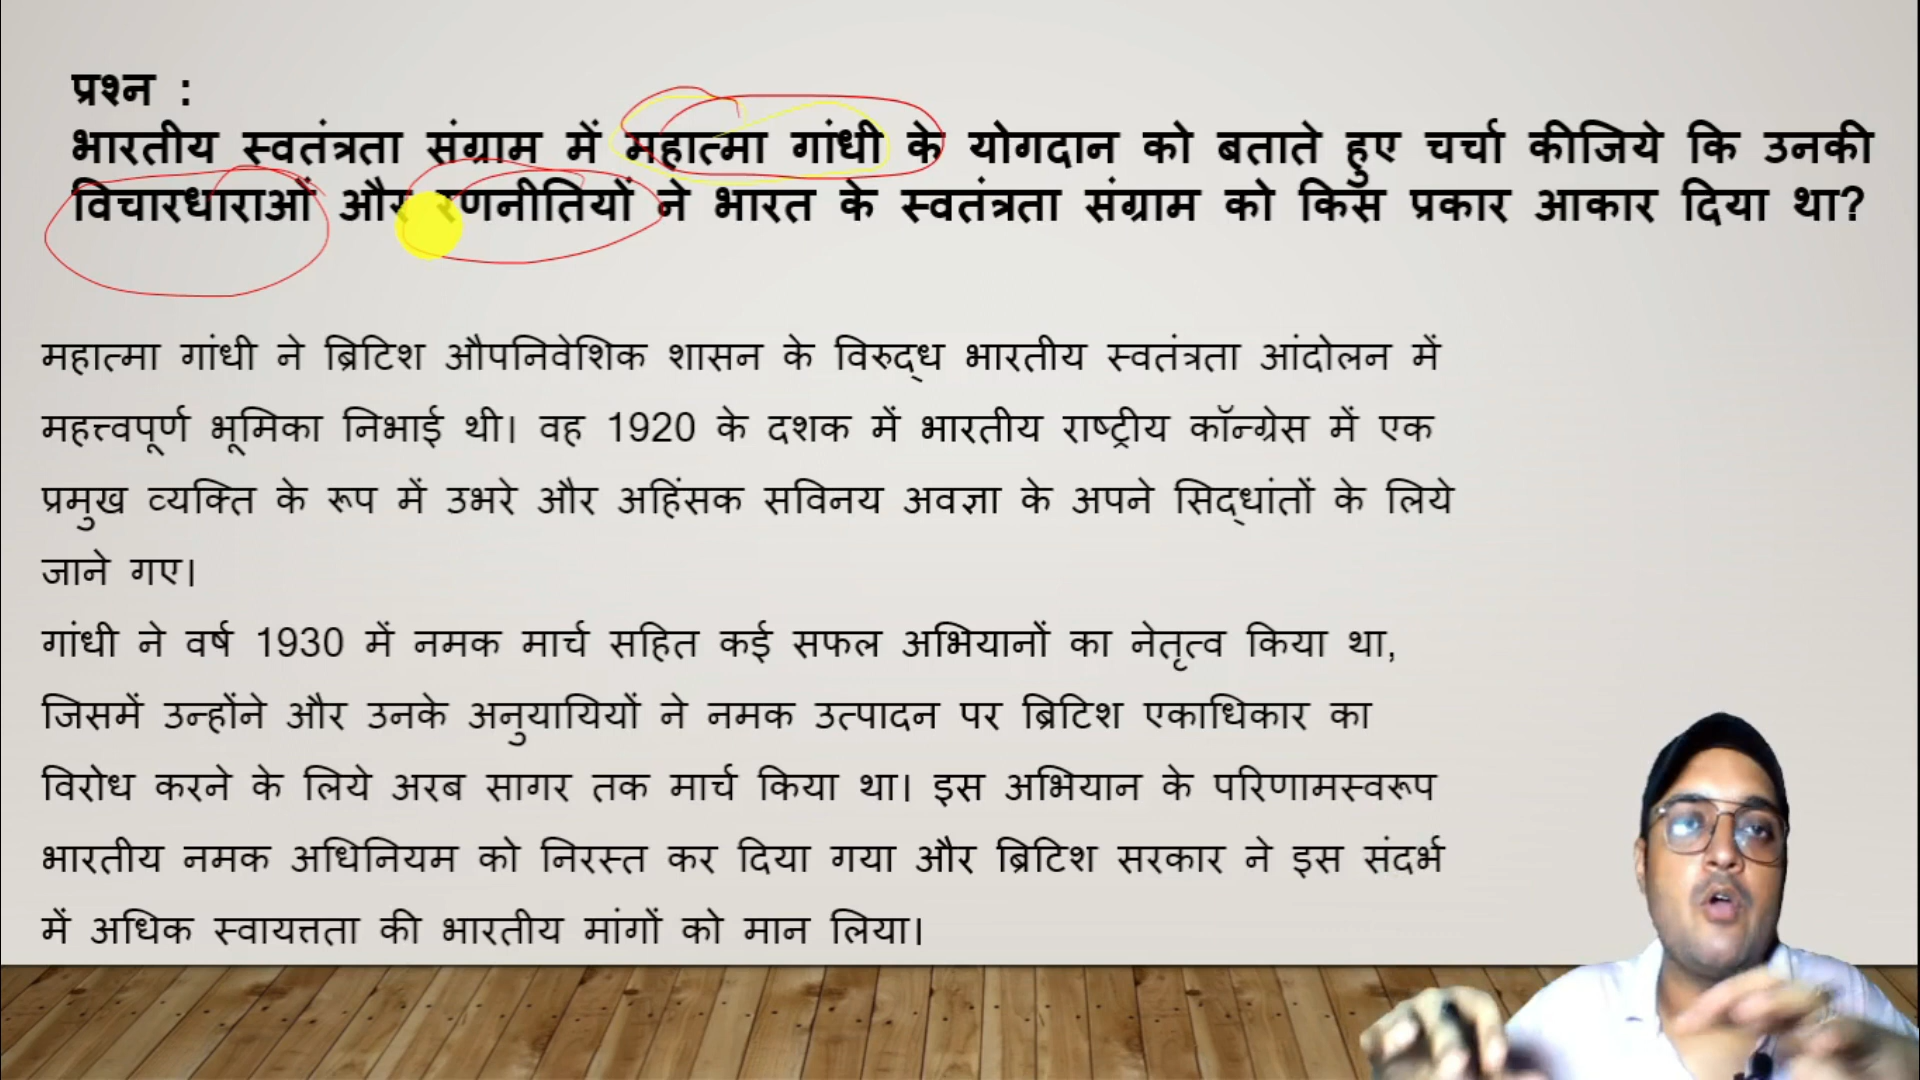 प्रश्न :
भारतीय स्वतंत्रता संग्राम में महात्मा गांधी के योगदान को बताते हुए चर्चा कीजिये कि उनकी
विचारधाराओं और रणनीतियों ने भारत के स्वतंत्रता संग्राम को किस प्रकार आकार दिया था?
महात्मा गांधी ने ब्रिटिश औपनिवेशिक शासन के विरुद्ध भारतीय स्वतंत्रता आंदोलन में
महत्त्वपूर्ण भूमिका निभाई थी। वह 1920 के दशक में भारतीय राष्ट्रीय कॉन्ग्रेस में एक
प्रमुख व्यक्ति के रूप में उभरे और अहिंसक सविनय अवज्ञा के अपने सिद्धांतों के लिये
जाने गए।
गांधी ने वर्ष 1930 में नमक मार्च सहित कई सफल अभियानों का नेतृत्व किया था,
जिसमें उन्होंने और उनके अनुयायियों ने नमक उत्पादन पर ब्रिटिश एकाधिकार का
विरोध करने के लिये अरब सागर तक मार्च किया था। इस अभियान के परिणामस्वरूप
भारतीय नमक अधिनियम को निरस्त कर दिया गया और ब्रिटिश सरकार ने इस संदर्भ
में अधिक स्वायत्तता की भारतीय मांगों को मान लिया।